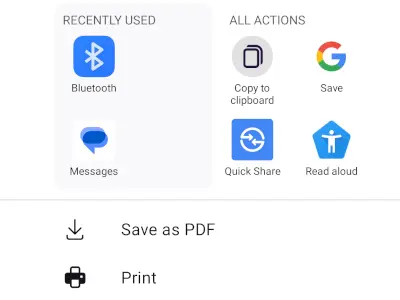 RECENTLY USED
ALL ACTIONS
Bluetooth
Copy to
clipboard
Save
Messages
Quick Share
Read aloud
Save as PDF
Print